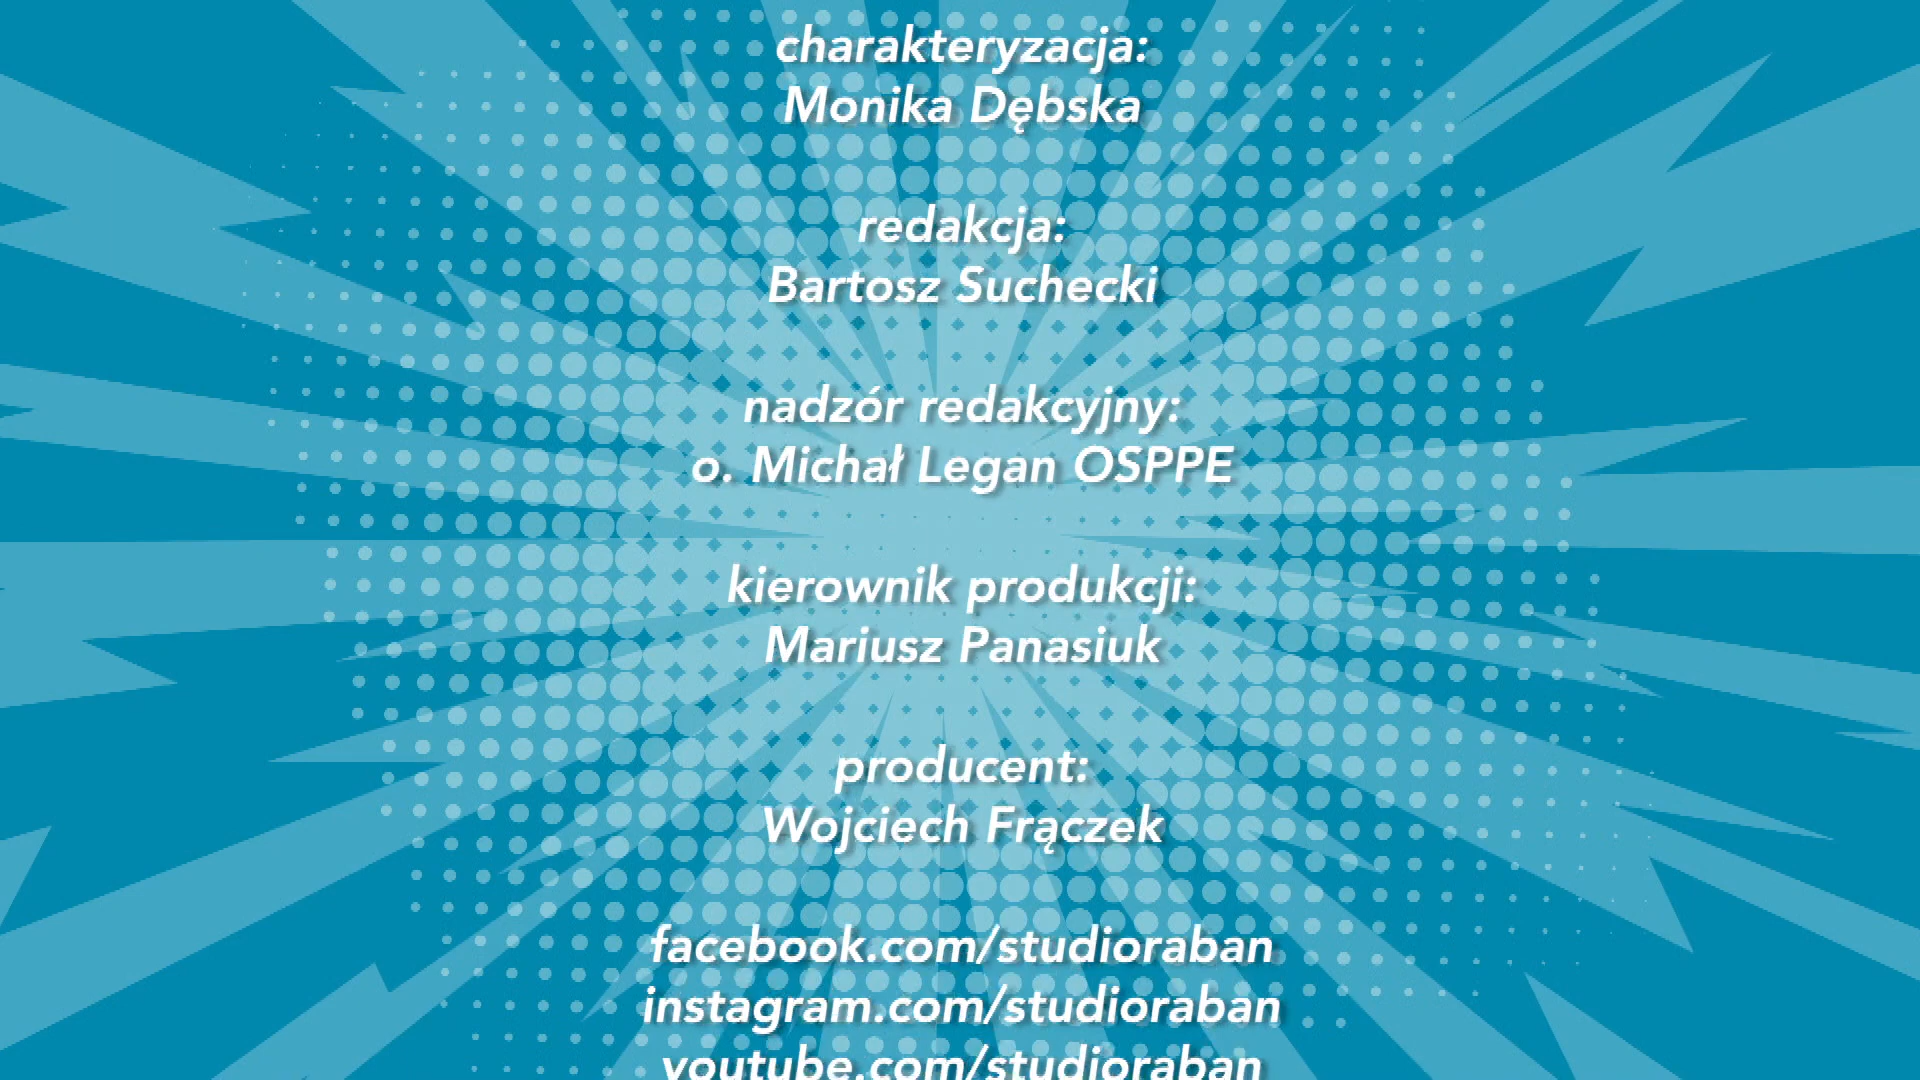 charakteryzacja:
Monika Dębska
redakcja:
Bartosz Suchecki
nadzór redakcyjny:
o. Michał Legan OSPPE
kierownik produkcji:
Mariusz Panasiuk
producent:
Wojciech Frączek
facebook.com/studioraban
instagram.com/studioraban
youtube.com/studioraban